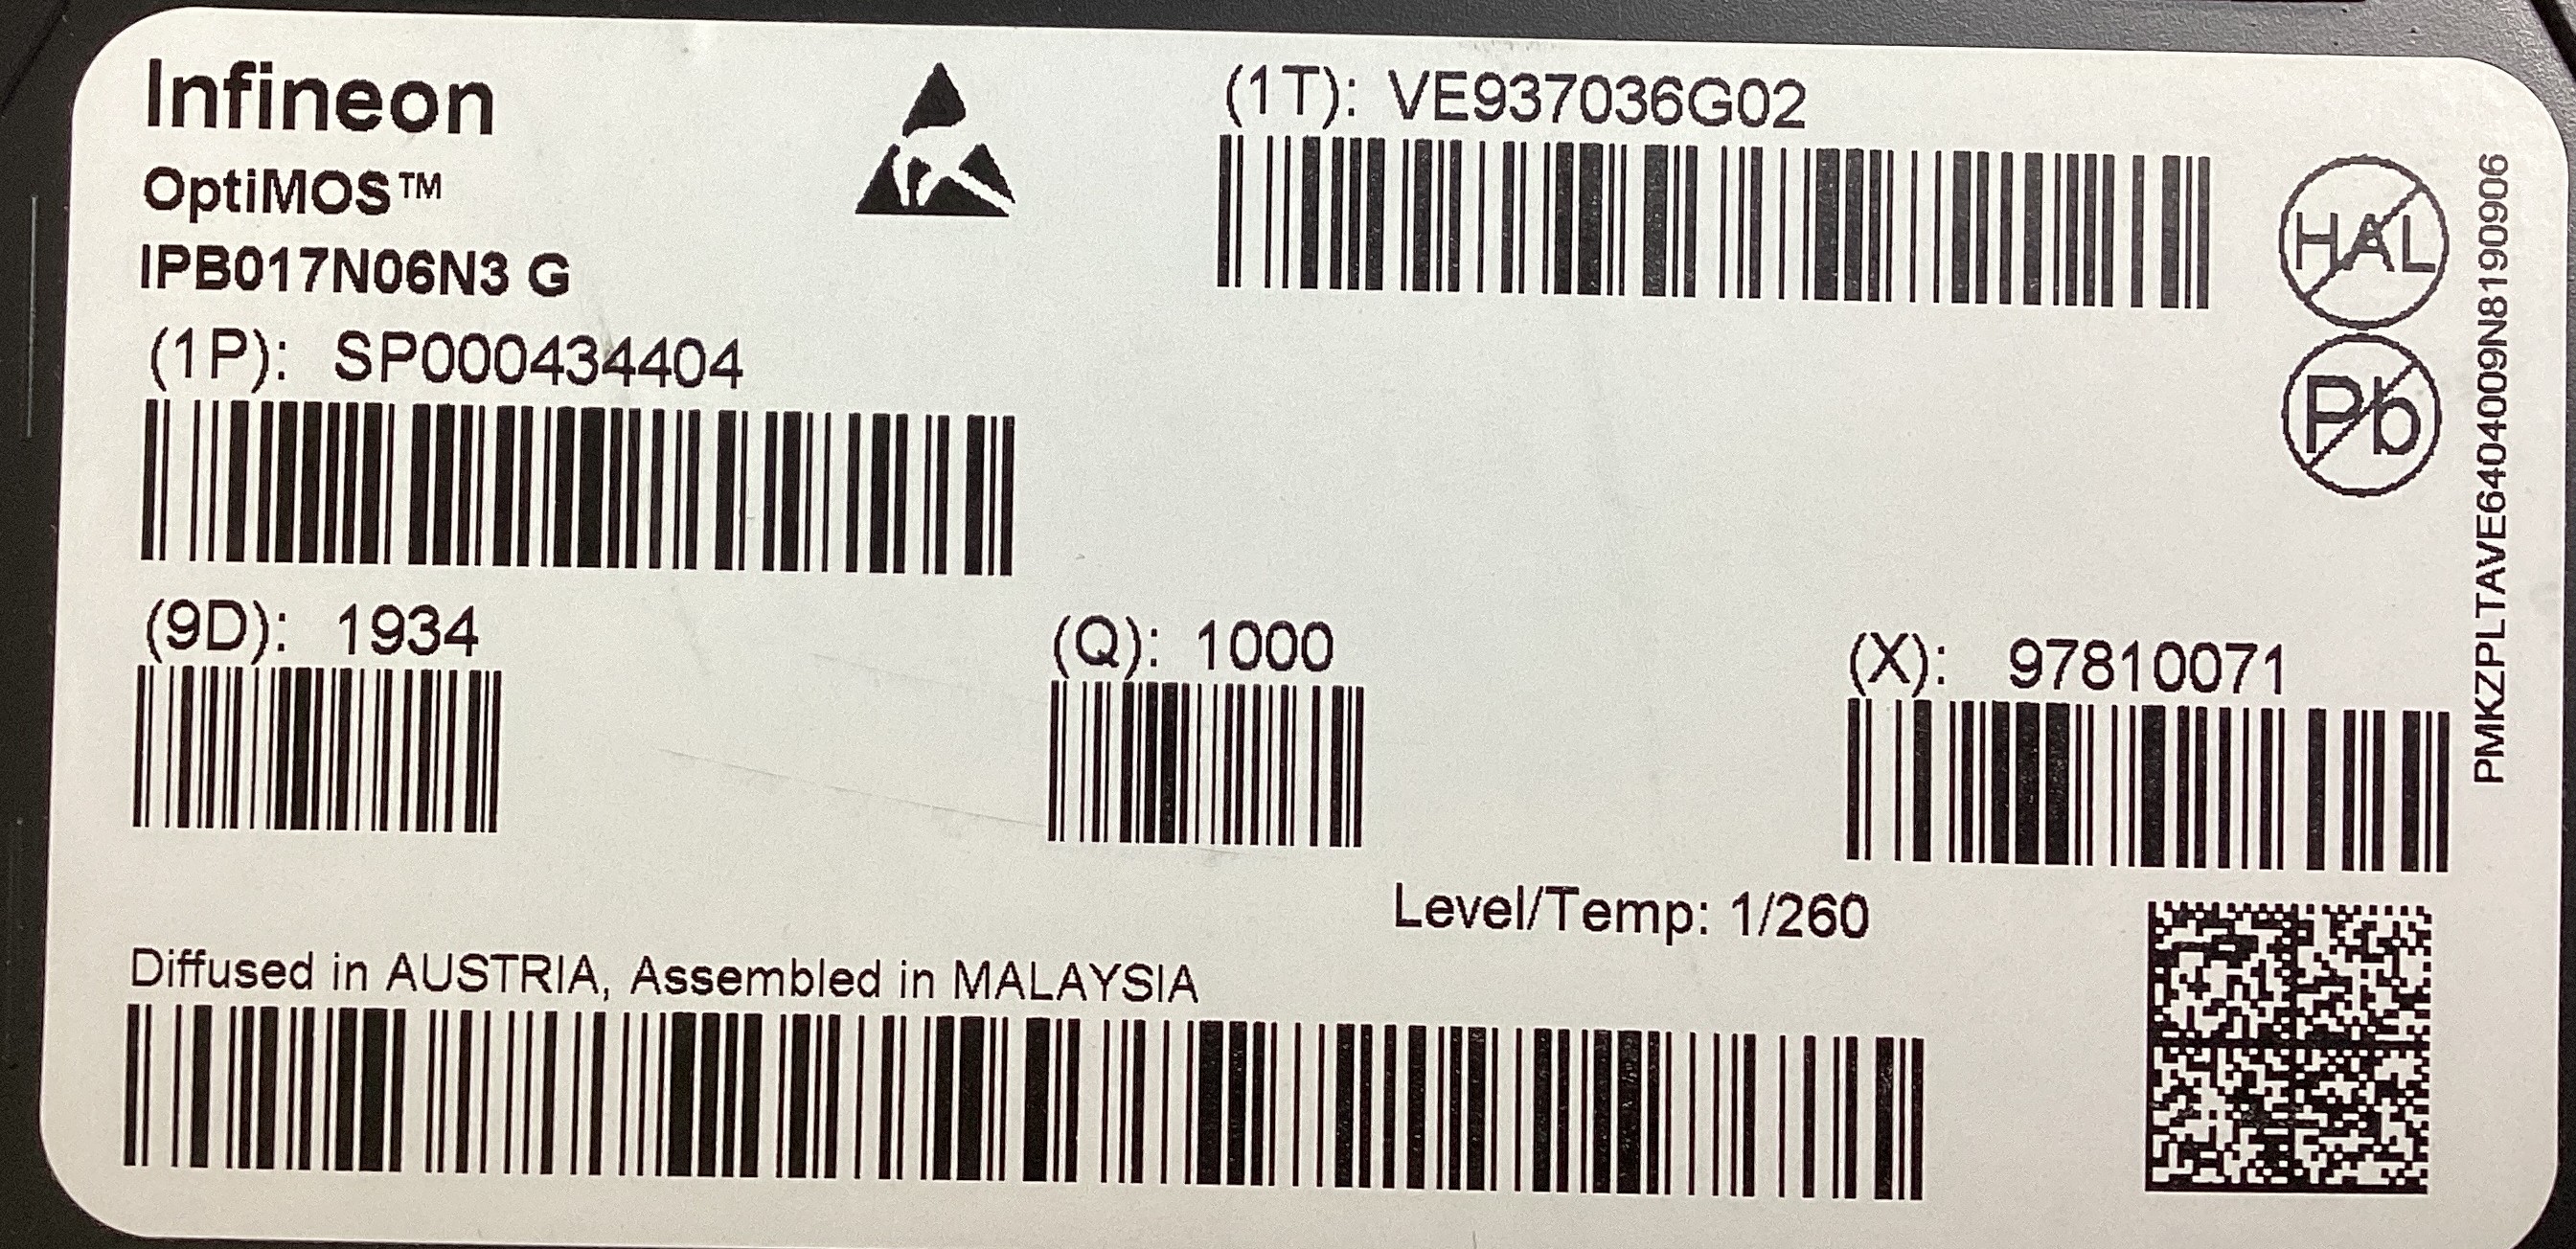 Infineon
OptiMOS™
IPB017N06N3 G
(1P): SP000434404
(1T): VE937036G02
HAL
Pb
PMKZPLTAVE6404009N8190906
(9D): 1934
(Q): 1000
(X): 97810071
Level/Temp: 1/260
Diffused in AUSTRIA, Assembled in MALAYSIA